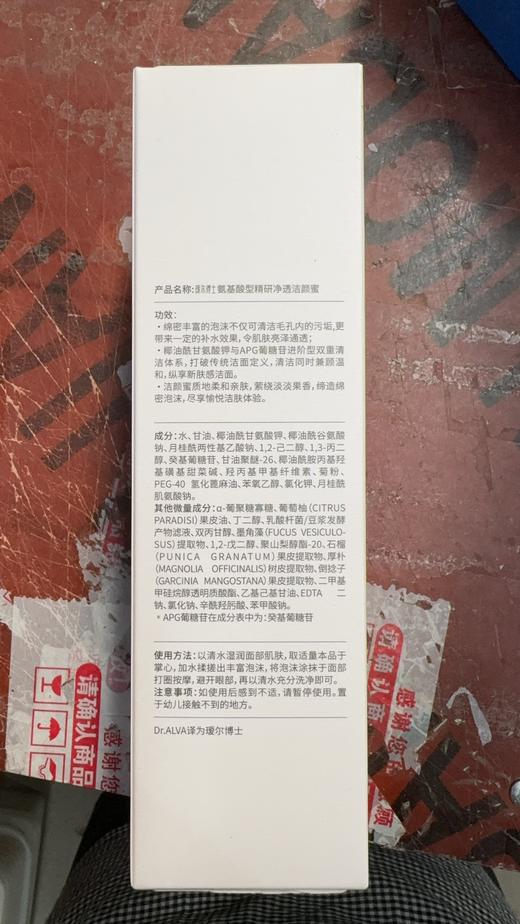 产品名称:瑷尔博士氨基酸型精研净透洁颜蜜
功效:
·绵密丰富的泡沫不仅可清洁毛孔内的污垢,更
带来一定的补水效果,令肌肤亮泽通透;
·椰油酰甘氨酸钾与APG葡糖苷进阶型双重清
洁体系,打破传统洁面定义,清洁同时兼顾温
和,纵享新肤感洁面。
·洁颜蜜质地柔和亲肤,萦绕淡淡果香,缔造绵
密泡沫,尽享愉悦洁肤体验。
成分:水、甘油、椰油酰甘氨酸钾、椰油酰谷氨酸
钠、月桂酰两性基乙酸钠、1,2-己二醇、1,3-丙二
醇、癸基葡糖苷、甘油聚醚-26、椰油酰胺丙基羟
基磺基甜菜碱、羟丙基甲基纤维素、菊粉、
PEG-40 氢化蓖麻油、苯氧乙醇、氯化钾、月桂酰
肌氨酸钠。
其他微量成分:α-葡聚糖寡糖、葡萄柚(CITRUS
PARADISI)果皮油、丁二醇、乳酸杆菌/豆浆发酵
产物滤液、双丙甘醇、墨角藻(FUCUS VESICULO-
SUS)提取物、1,2-戊二醇、聚山梨醇酯-20、石榴
(PUNICA GRANATUM)果皮提取物、厚朴
(MAGNOLIA OFFICINALIS)树皮提取物、倒捻子
(GARCINIA MANGOSTANA)果皮提取物、二甲基
甲硅烷醇透明质酸酯、乙基己基甘油、EDTA 二
钠、氯化钠、辛酰羟肟酸、苯甲酸钠。
*APG葡糖苷在成分表中为:癸基葡糖苷
使用方法:以清水湿润面部肌肤,取适量本品于
掌心,加水揉搓出丰富泡沫,将泡沫涂抹于面部
打圈按摩,避开眼部,再以清水充分洗净即可。
注意事项:如使用后感到不适,请暂停使用。置
于幼儿接触不到的地方。
Dr.ALVA译为瑷尔博士
请确认商品
感谢您
请确认商
感谢您
顾